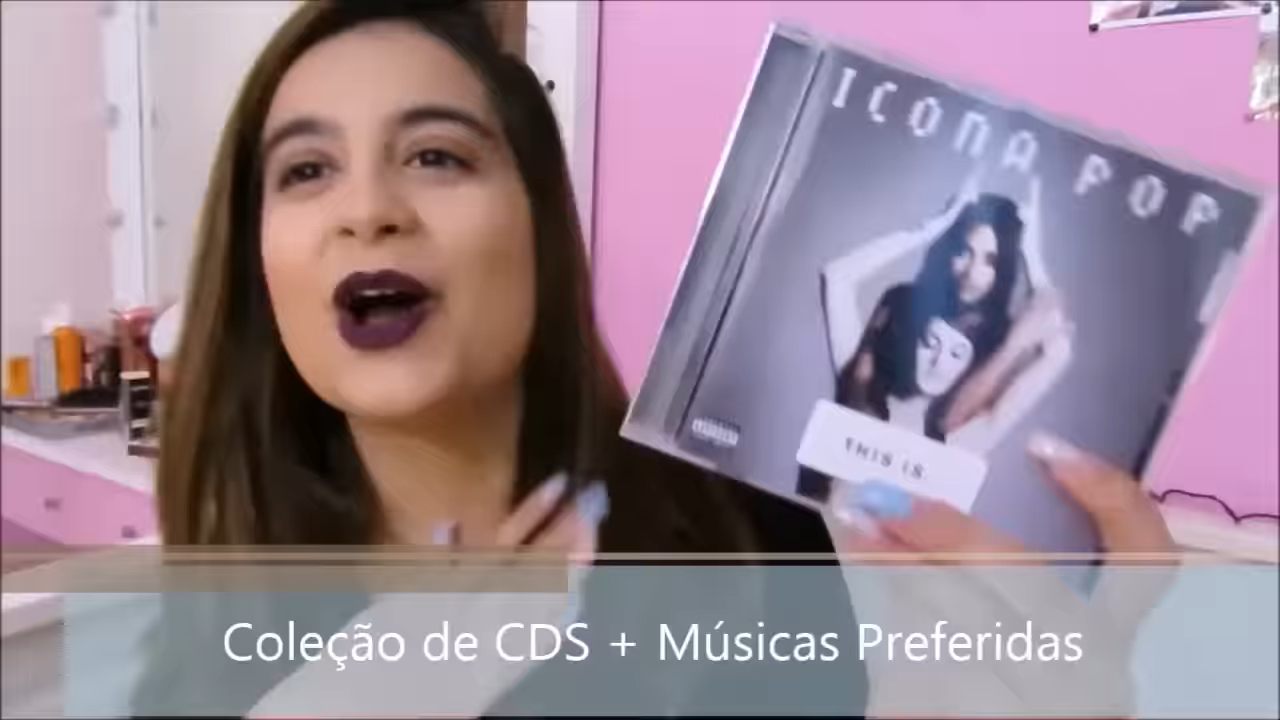 ICONA POP
THIS IS
Coleção de CDS + Músicas Preferidas